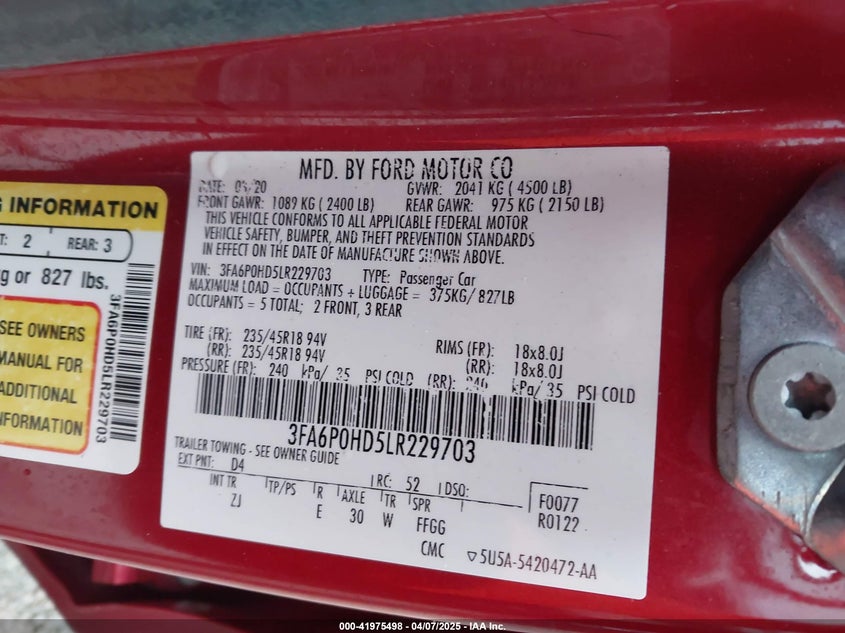 G INFORMATION
T: 2 REAR: 3
kg or 827 lbs.
SEE OWNERS
MANUAL FOR
ADDITIONAL
INFORMATION
3FA6P0HD5LR229703
MFD. BY FORD MOTOR CO
DATE: 20 GVWR: 2041 KG ( 4500 LB)
FRONT GAWR: 1089 KG ( 2400 LB) REAR GAWR: 975 KG ( 2150 LB)
THIS VEHICLE CONFORMS TO ALL APPLICABLE FEDERAL MOTOR
VEHICLE SAFETY, BUMPER, AND THEFT PREVENTION STANDARDS
IN EFFECT ON THE DATE OF MANUFACTURE SHOWN ABOVE.
VIN: 3FA6P0HD5LR229703 TYPE: Passenger Car
MAXIMUM LOAD = OCCUPANTS + LUGGAGE = 375KG/827LB
OCCUPANTS = 5 TOTAL; 2 FRONT, 3 REAR
TIRE (FR): 235/45R18 94V RIMS (FR): 18x8.0J
(RR): 235/45R18 94V (RR): 18x8.0J
PRESSURE (FR): 240 kPa/ 35 PSI COLD (RR): 240 kPa/ 35 PSI COLD
3FA6P0HD5LR229703
TRAILER TOWING - SEE OWNER GUIDE
EXT PNT: D4 RC: 52 DSO: F0077
INT TR TP/PS R AXLE TR SPR R0122
ZJ E 30 W FFGG
CMC ▽5U5A-5420472-AA
000-41975498 - 04/07/2025 - IAA Inc.